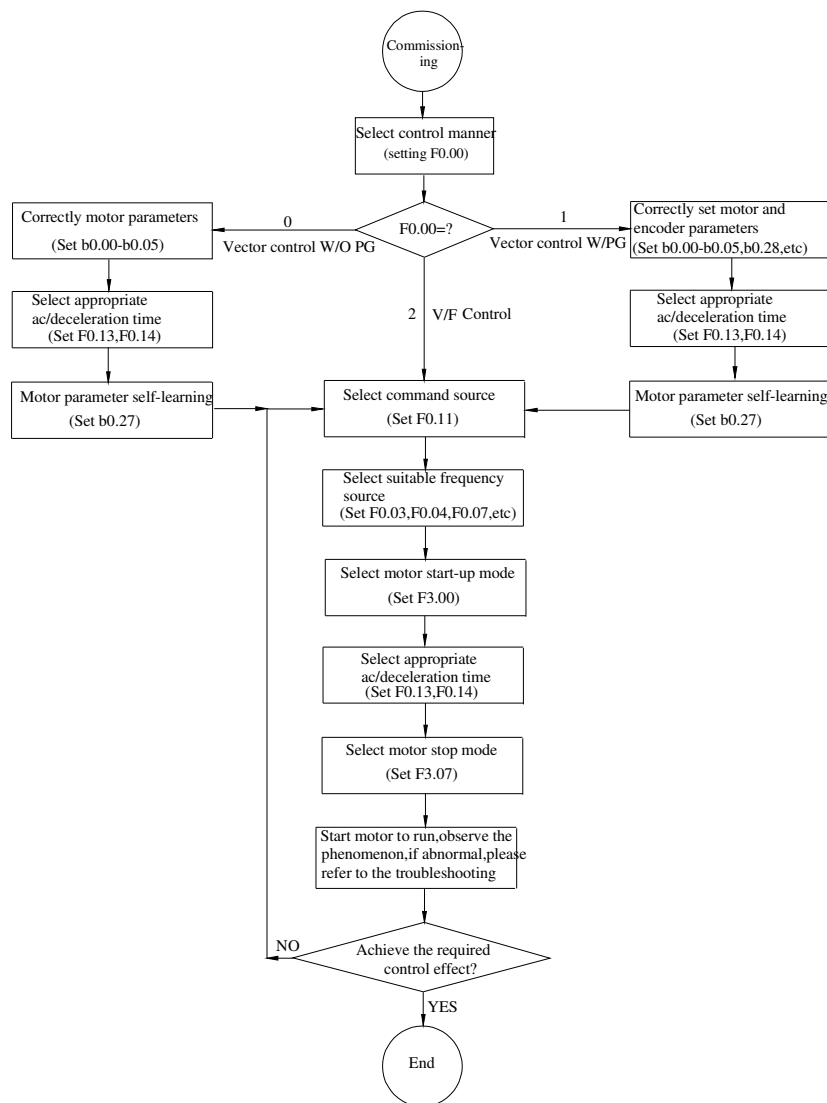 Commission-
ing
Select control manner
(setting F0.00)
F0.00=?
0
Vector control W/O PG
1
Vector control W/PG
2
V/F Control
Correctly motor parameters
(Set b0.00-b0.05)
Select appropriate
ac/deceleration time
(Set F0.13,F0.14)
Motor parameter self-learning
(Set b0.27)
Correctly set motor and
encoder parameters
(Set b0.00-b0.05,b0.28,etc)
Select appropriate
ac/deceleration time
(Set F0.13,F0.14)
Motor parameter self-learning
(Set b0.27)
Select command source
(Set F0.11)
Select suitable frequency
source
(Set F0.03,F0.04,F0.07,etc)
Select motor start-up mode
(Set F3.00)
Select appropriate
ac/deceleration time
(Set F0.13,F0.14)
Select motor stop mode
(Set F3.07)
Start motor to run,observe the
phenomenon,if abnormal,please
refer to the troubleshooting
NO
Achieve the required
control effect?
YES
End